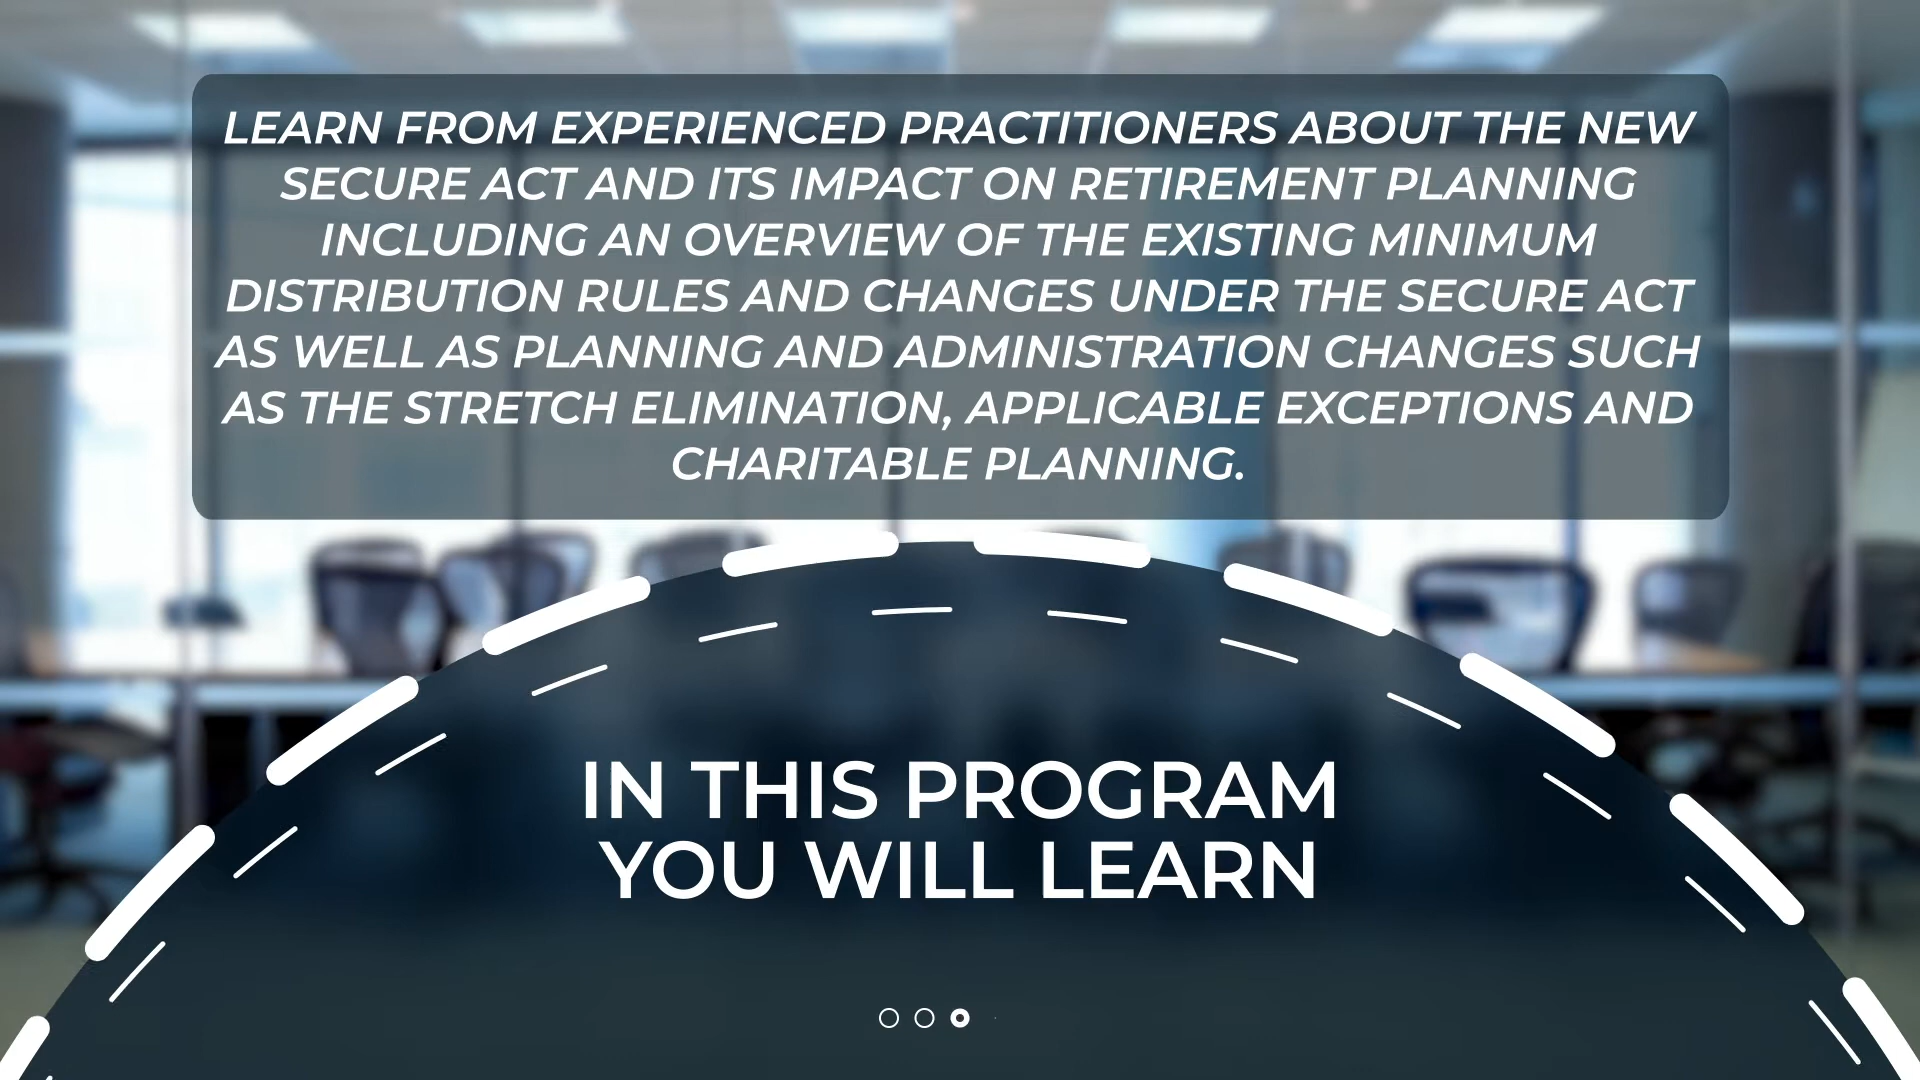 LEARN FROM EXPERIENCED PRACTITIONERS ABOUT THE NEW
SECURE ACT AND ITS IMPACT ON RETIREMENT PLANNING
INCLUDING AN OVERVIEW OF THE EXISTING MINIMUM
DISTRIBUTION RULES AND CHANGES UNDER THE SECURE ACT
AS WELL AS PLANNING AND ADMINISTRATION CHANGES SUCH
AS THE STRETCH ELIMINATION, APPLICABLE EXCEPTIONS AND
CHARITABLE PLANNING.
IN THIS PROGRAM
YOU WILL LEARN